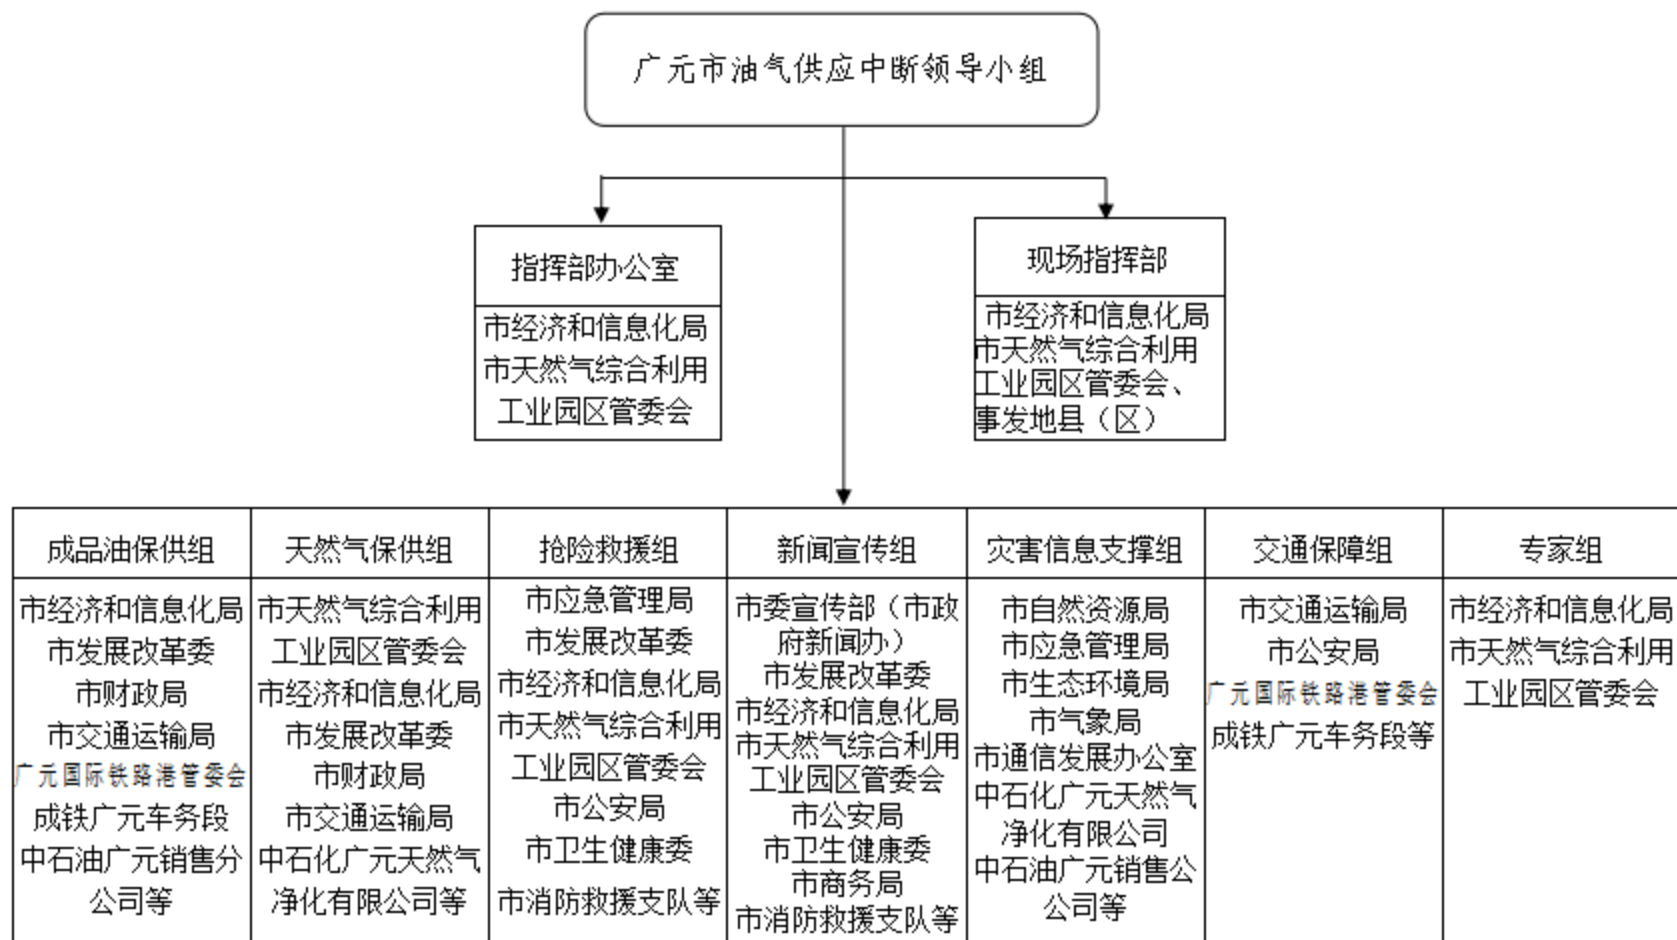 广元市油气供应中断领导小组
指挥部办公室
市经济和信息化局
市天然气综合利用
工业园区管委会
现场指挥部
市经济和信息化局
市天然气综合利用
工业园区管委会、
事发地县（区）
成品油保供组
市经济和信息化局
市发展改革委
市财政局
市交通运输局
广元国际铁路港管委会
成铁广元车务段
中石油广元销售分
公司等
天然气保供组
市天然气综合利用
工业园区管委会
市经济和信息化局
市发展改革委
市财政局
市交通运输局
中石化广元天然气
净化有限公司等
抢险救援组
市应急管理局
市发展改革委
市经济和信息化局
市天然气综合利用
工业园区管委会
市公安局
市卫生健康委
市消防救援支队等
新闻宣传组
市委宣传部（市政
府新闻办）
市发展改革委
市经济和信息化局
市天然气综合利用
工业园区管委会
市公安局
市卫生健康委
市商务局
市消防救援支队等
灾害信息支撑组
市自然资源局
市应急管理局
市生态环境局
市气象局
市通信发展办公室
中石化广元天然气
净化有限公司
中石油广元销售公
公司等
交通保障组
市交通运输局
市公安局
广元国际铁路港管委会
成铁广元车务段等
专家组
市经济和信息化局
市天然气综合利用
工业园区管委会